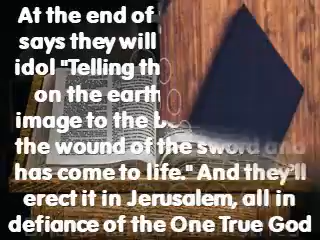 At the end of
says they will
idol "Telling th
on the earth
image to the b
the wound of the sword and
has come to life." And they'll
erect it in Jerusalem, all in
defiance of the One True God